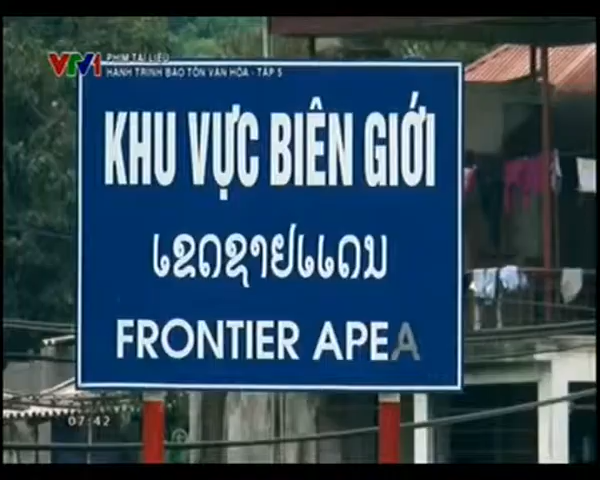 VTV1 PHIM TÀI LIỆU
HÀNH TRÌNH BẢO TỒN VĂN HÓA - TẬP 5
KHU VỰC BIÊN GIỚI
ເຂດຊາຍແດນ
FRONTIER APEA
07:42